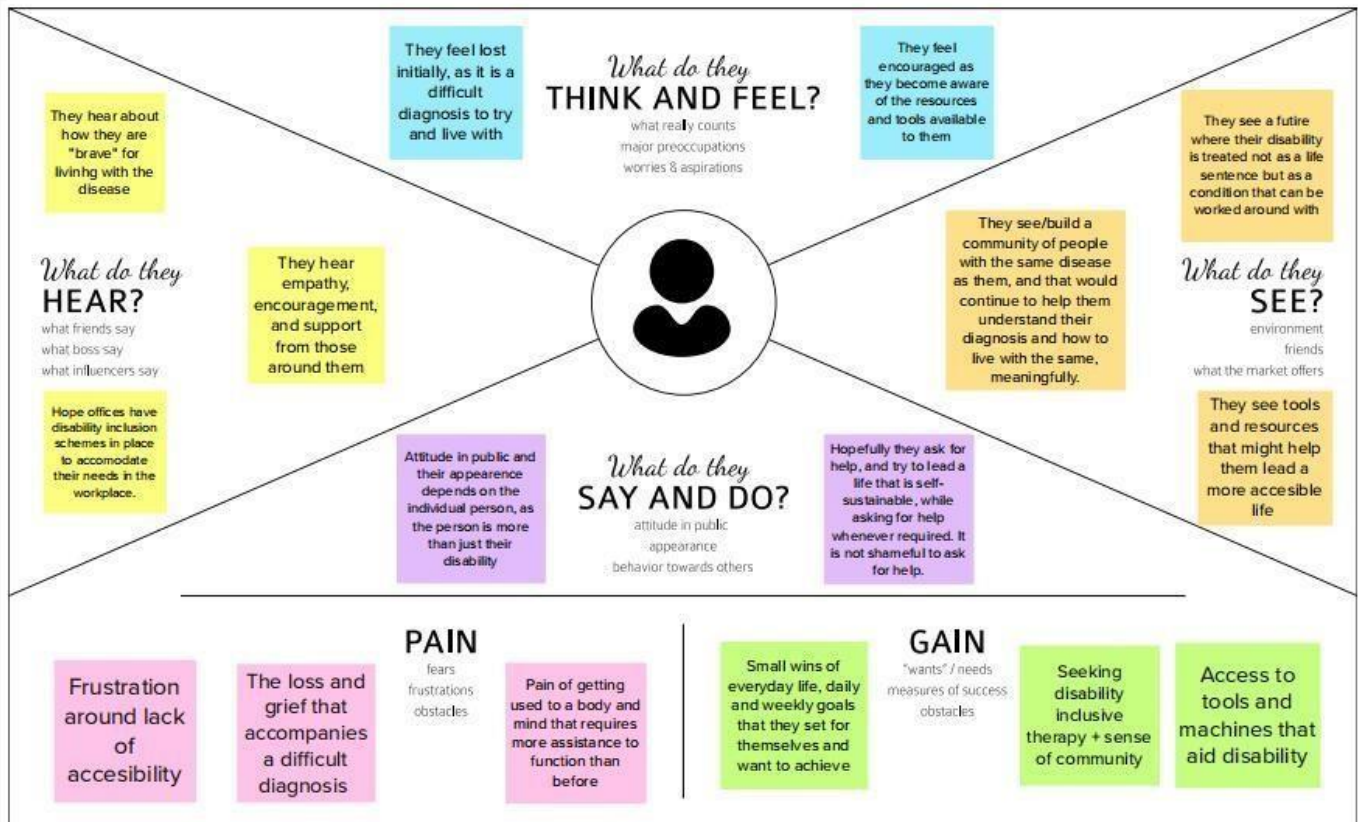 They feel lost
initially, as it is a
difficult
diagnosis to try
and live with
What do they
THINK AND FEEL?
what really counts
major preoccupations
worries & aspirations
They feel
encouraged as
they become aware
of the resources
and tools available
to them
They hear about
how they are
"brave" for
livinhg with the
disease
They hear
empathy,
encouragement,
and support
from those
around them
What do they
HEAR?
what friends say
what boss say
what influencers say
Hope offices have
disability inclusion
schemes in place
to accomodate
their needs in the
workplace.
They see a futire
where their disability
is treated not as a life
sentence but as a
condition that can be
worked around with
They see/build a
community of people
with the same disease
as them, and that would
continue to help them
understand their
diagnosis and how to
live with the same,
meaningfully.
What do they
SEE?
environment
friends
what the market offers
They see tools
and resources
that might help
them lead a
more accesible
life
Attitude in public and
their appearence
depends on the
individual person, as
the person is more
than just their
disability
What do they
SAY AND DO?
attitude in public
appearance
behavior towards others
Hopefully they ask for
help, and try to lead a
life that is self-
sustainable, while
asking for help
whenever required. It
is not shameful to ask
for help.
PAIN
fears
frustrations
obstacles
Frustration
around lack
of
accesibility
The loss and
grief that
accompanies
a difficult
diagnosis
Pain of getting
used to a body and
mind that requires
more assistance to
function than
before
GAIN
"wants" / needs
measures of success
obstacles
Small wins of
everyday life, daily
and weekly goals
that they set for
themselves and
want to achieve
Seeking
disability
inclusive
therapy + sense
of community
Access to
tools and
machines that
aid disability